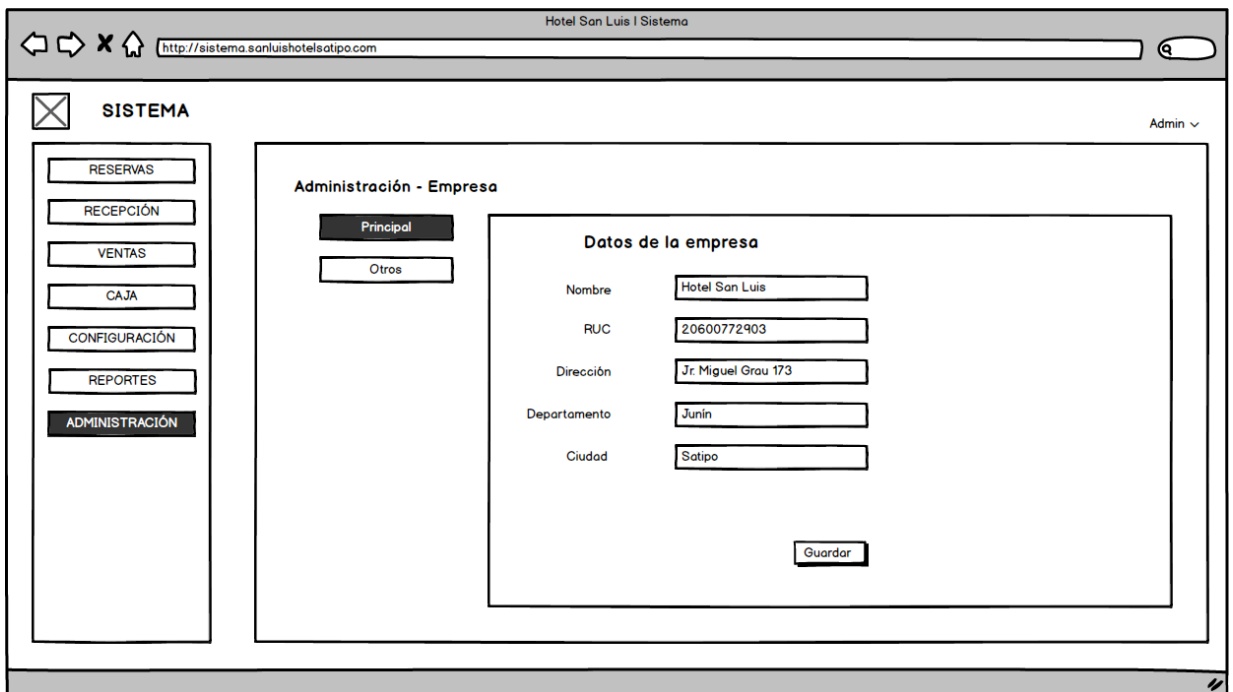 Hotel San Luis | Sistema
http://sistema.sanluishotelsatipo.com
SISTEMA
Admin
RESERVAS
RECEPCIÓN
VENTAS
CAJA
CONFIGURACIÓN
REPORTES
ADMINISTRACIÓN
Administración - Empresa
Principal
Otros
Datos de la empresa
Nombre Hotel San Luis
RUC 20600772903
Dirección Jr. Miguel Grau 173
Departamento Junín
Ciudad Satipo
Guardar